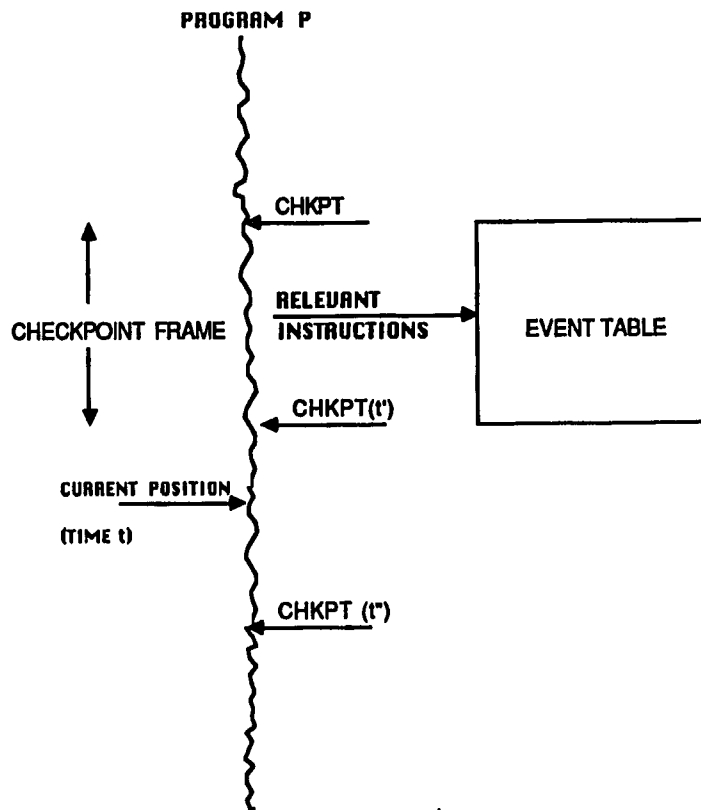 PROGRAM P
CHKPT
RELEVANT
INSTRUCTIONS
EVENT TABLE
CHECKPOINT FRAME
CHKPT(t')
CURRENT POSITION
(TIME t)
CHKPT (t")